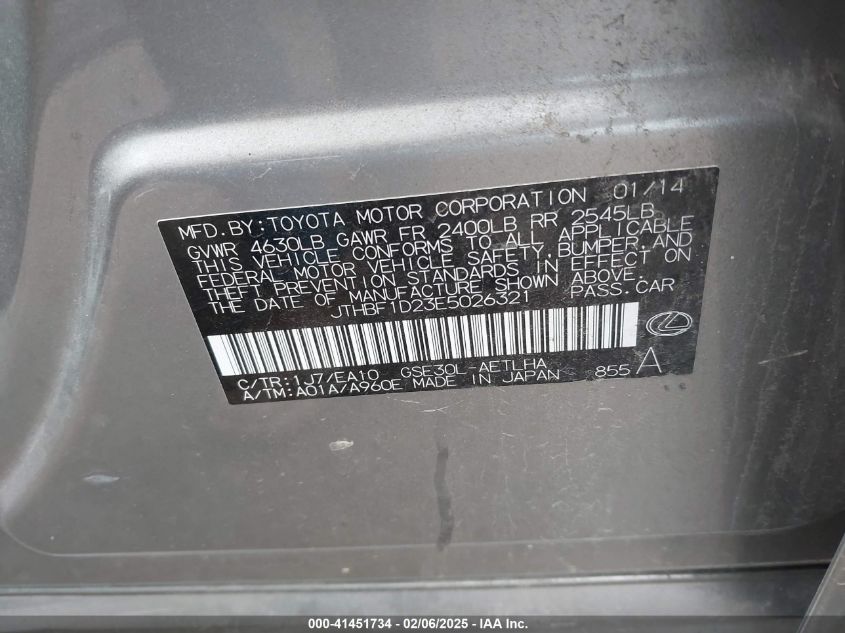 MFD. BY: TOYOTA MOTOR CORPORATION 01/14
GVWR 4630LB GAWR FR 2400LB RR 2545LB
THIS VEHICLE CONFORMS TO ALL APPLICABLE
FEDERAL MOTOR VEHICLE SAFETY, BUMPER, AND
THEFT PREVENTION STANDARDS IN EFFECT ON
THE DATE OF MANUFACTURE SHOWN ABOVE.
JTHBF1D23E5026321 PASS. CAR
C/TR: 1J7/EA10 GSE30L-AETLHA
A/TM: A01A/A960E MADE IN JAPAN 855 A
000-41451734 — 02/06/2025 — IAA Inc.